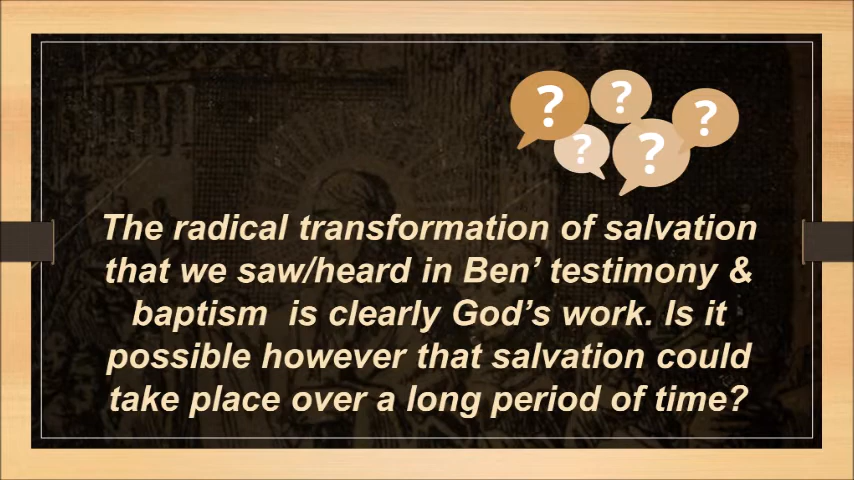 ? ? ? ? ?
The radical transformation of salvation
that we saw/heard in Ben’ testimony &
baptism  is clearly God’s work. Is it
possible however that salvation could
take place over a long period of time?